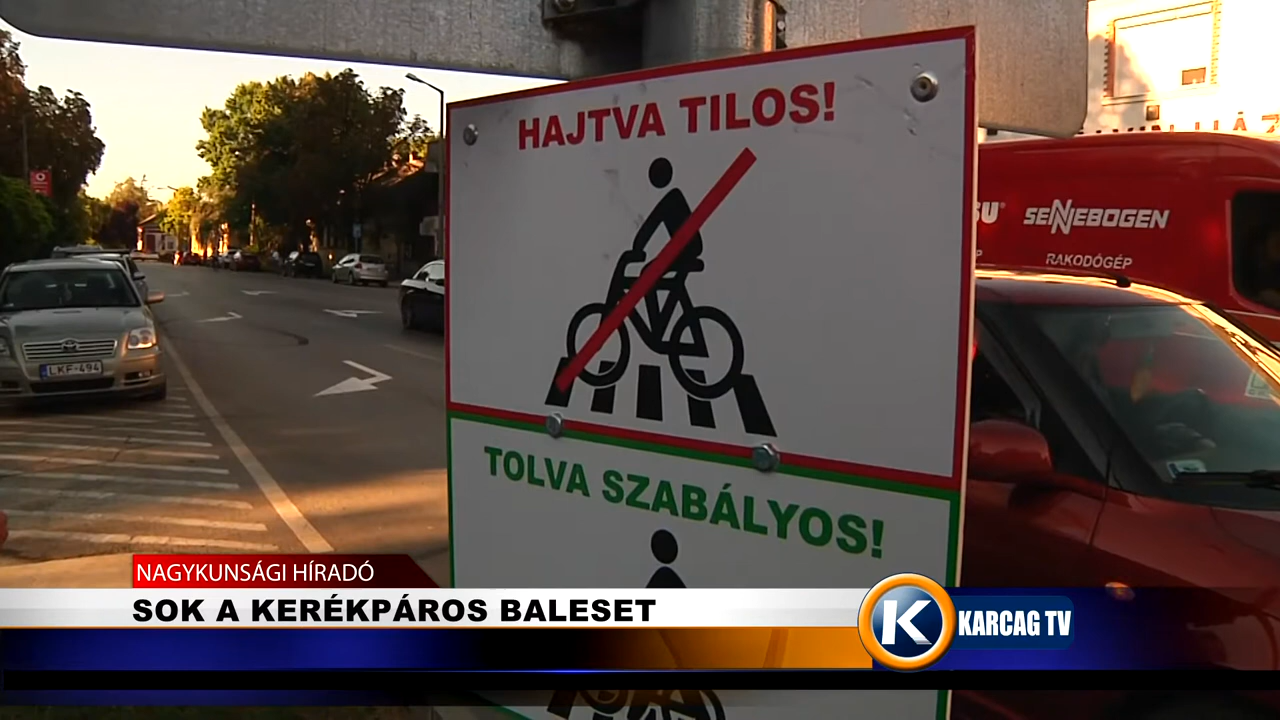 HAJTVA TILOS!
SENNEBOGEN
RAKODÓGÉP
LKF-494
TOLVA SZABÁLYOS!
NAGYKUNSÁGI HÍRADÓ
SOK A KERÉKPÁROS BALESET
K KARCAG TV